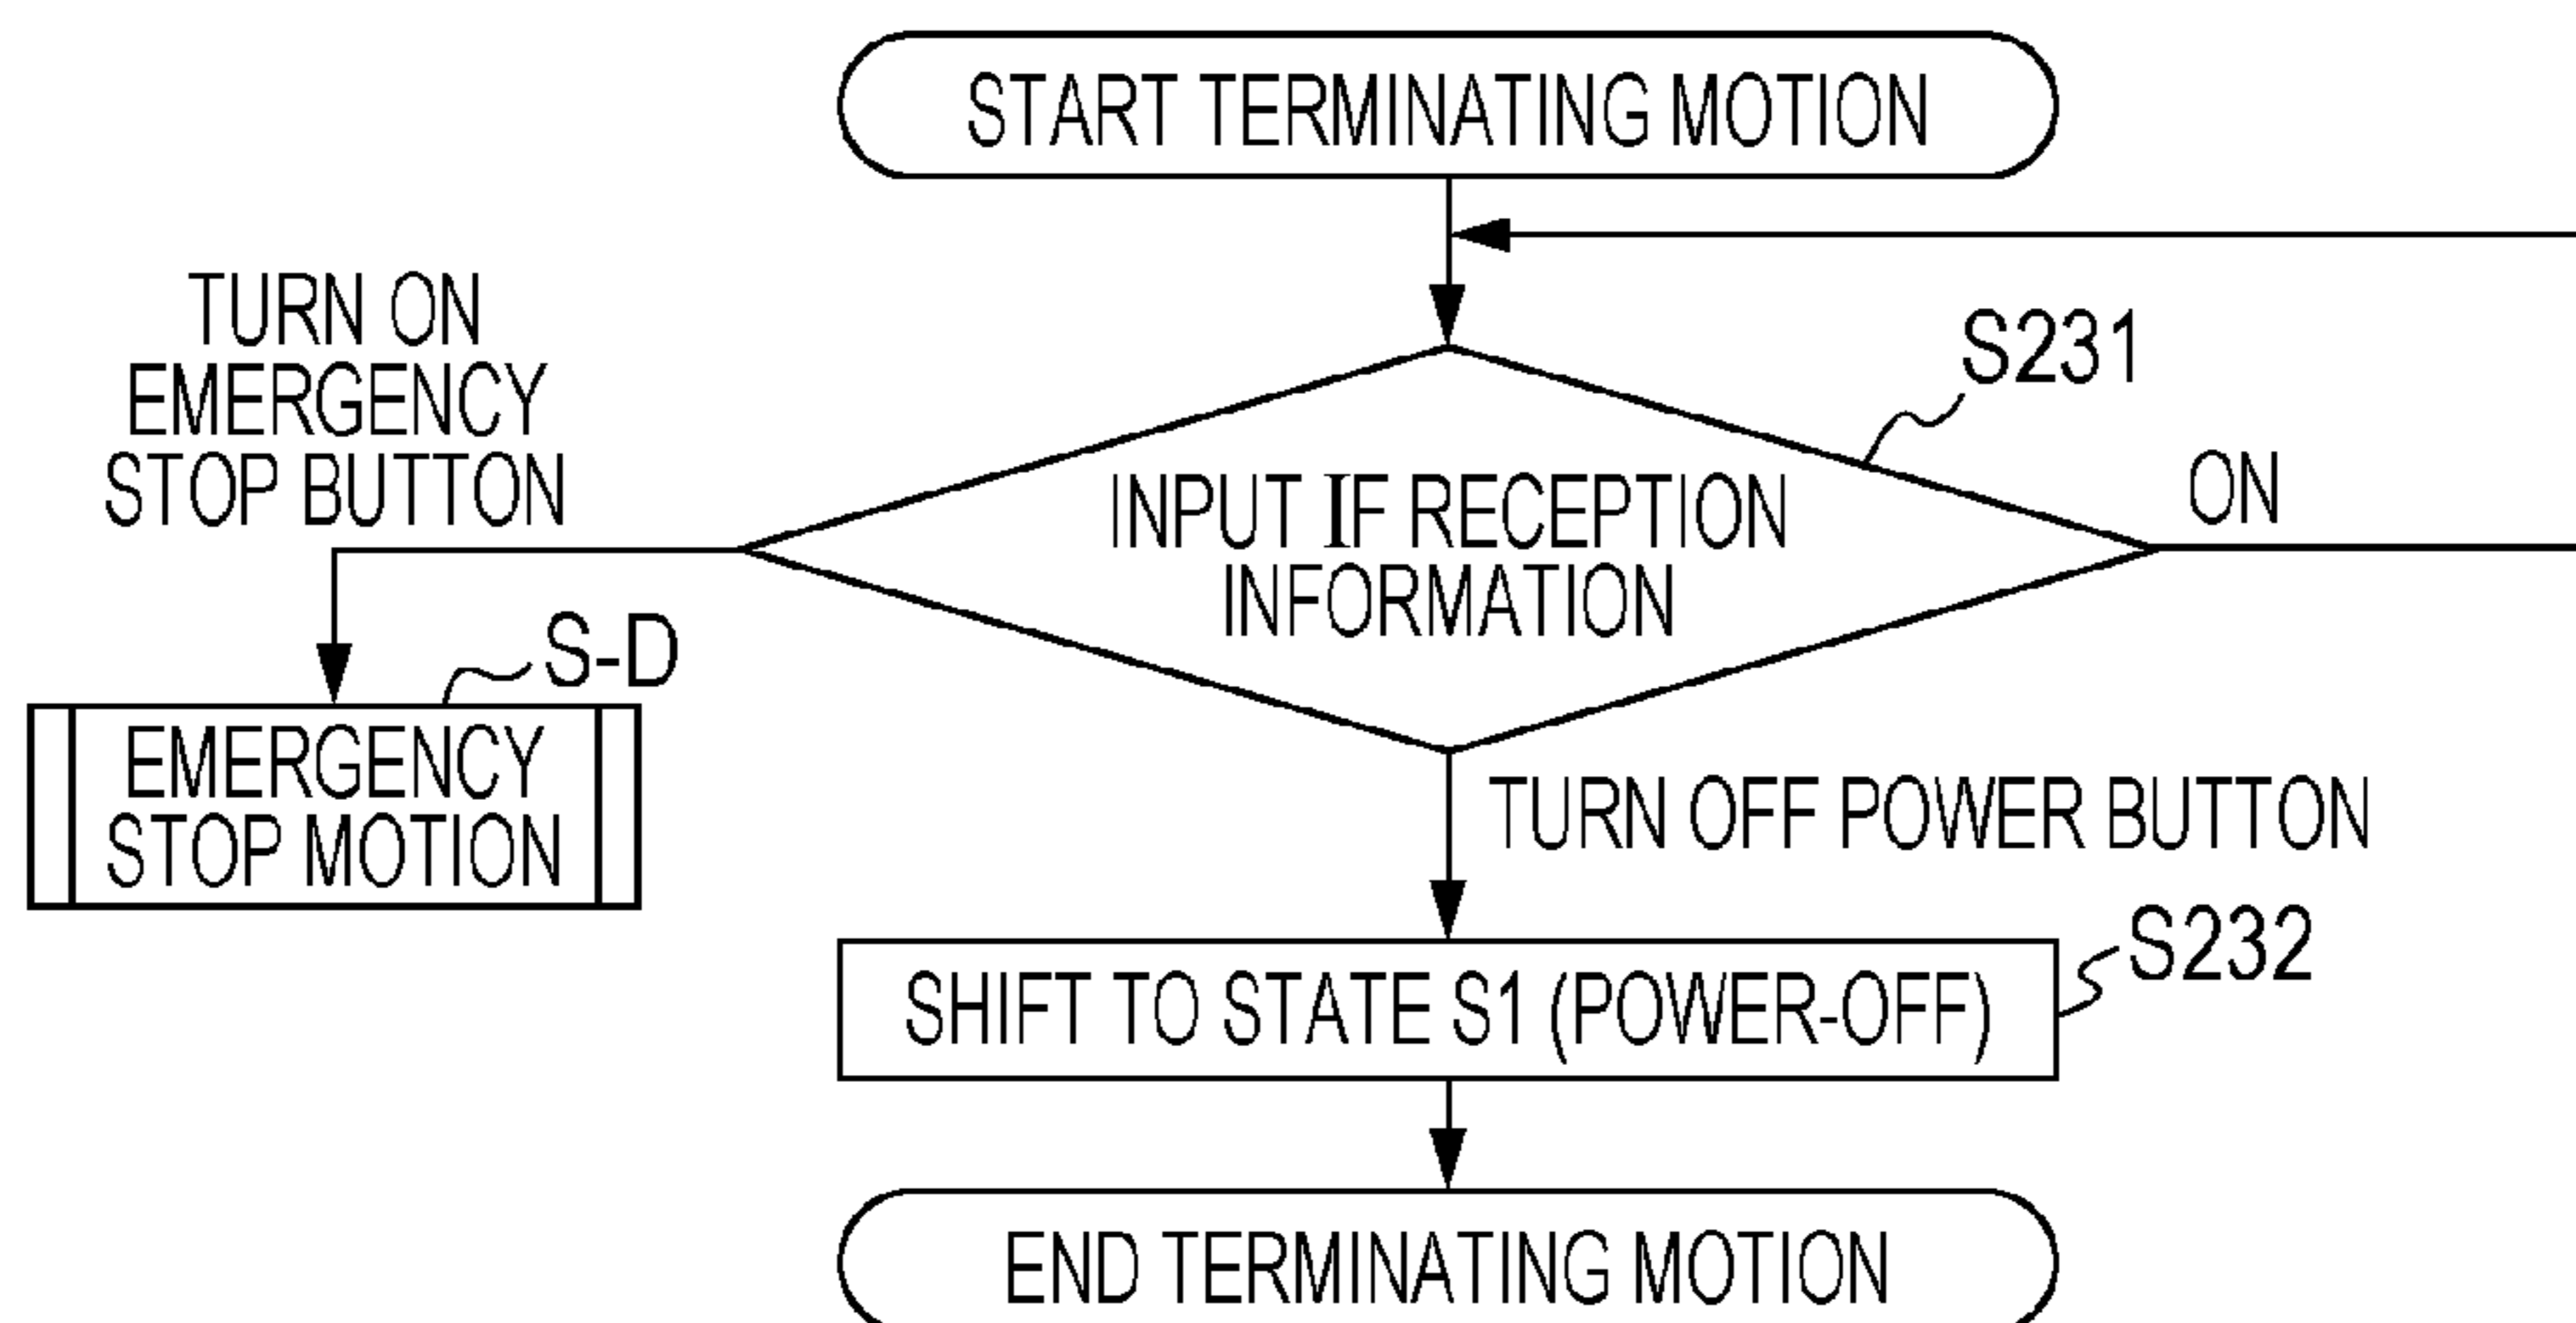 START TERMINATING MOTION
TURN ON
EMERGENCY
STOP BUTTON
S231
ON
INPUT IF RECEPTION
INFORMATION
S-D
EMERGENCY
STOP MOTION
TURN OFF POWER BUTTON
S232
SHIFT TO STATE S1 (POWER-OFF)
END TERMINATING MOTION